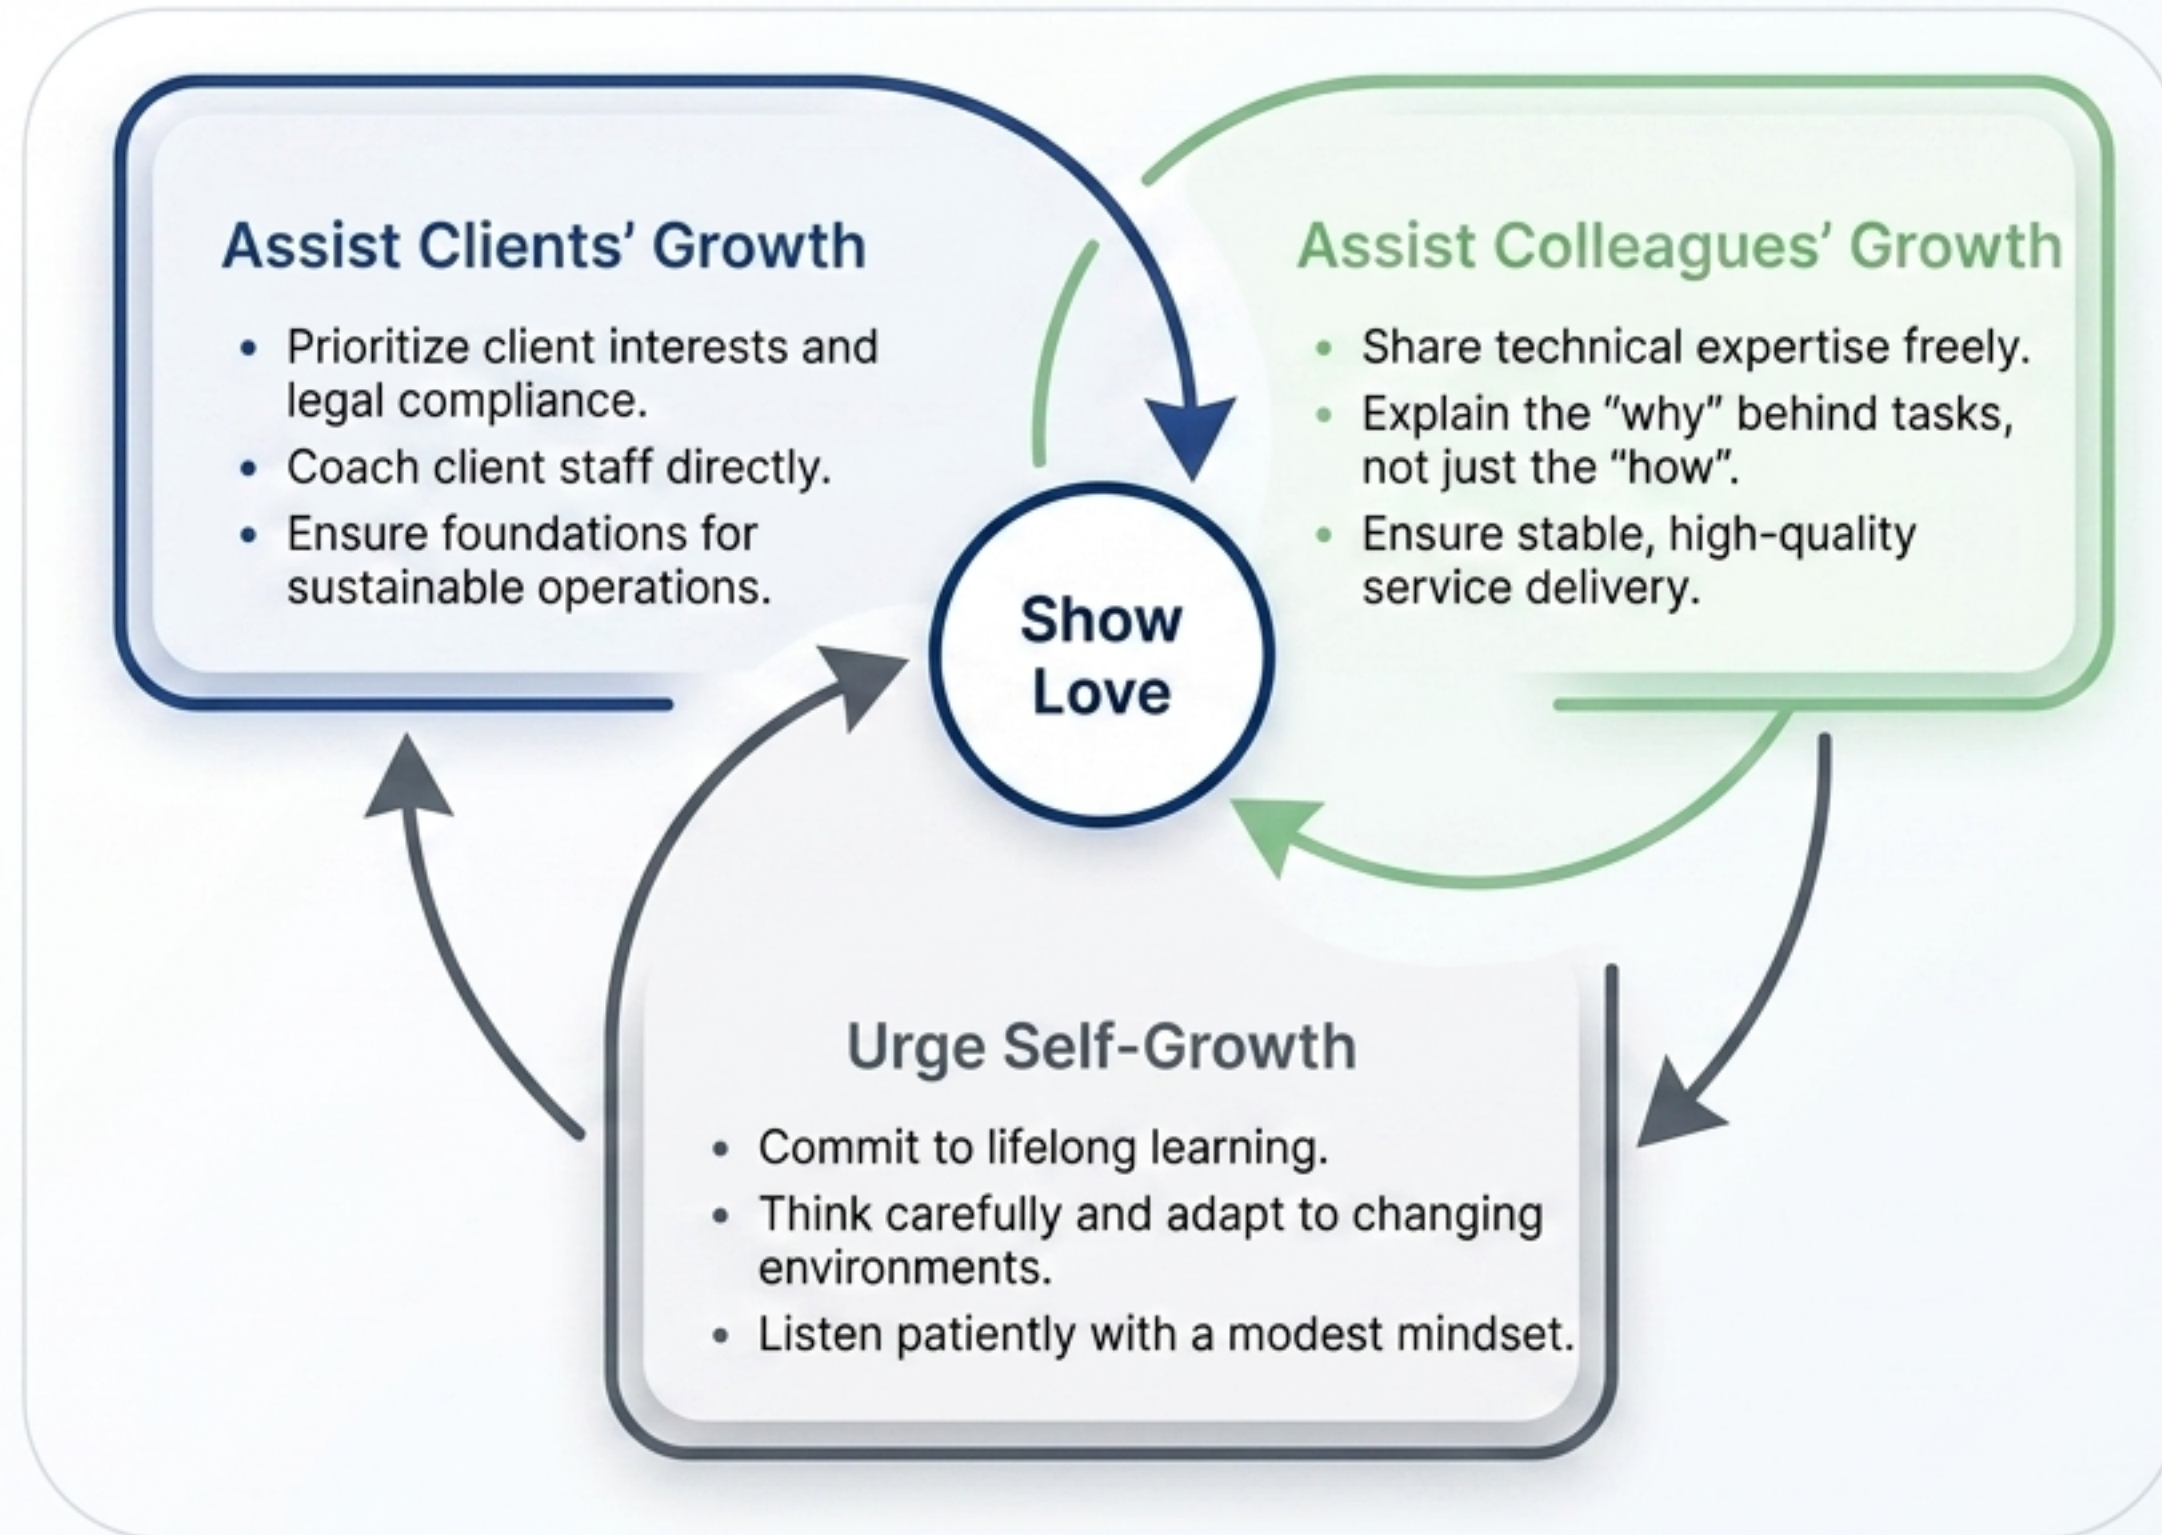 Assist Clients’ Growth
• Prioritize client interests and
legal compliance.
• Coach client staff directly.
• Ensure foundations for
sustainable operations.
Assist Colleagues’ Growth
• Share technical expertise freely.
• Explain the “why” behind tasks,
not just the “how”.
• Ensure stable, high-quality
service delivery.
Show
Love
Urge Self-Growth
• Commit to lifelong learning.
• Think carefully and adapt to changing
environments.
• Listen patiently with a modest mindset.